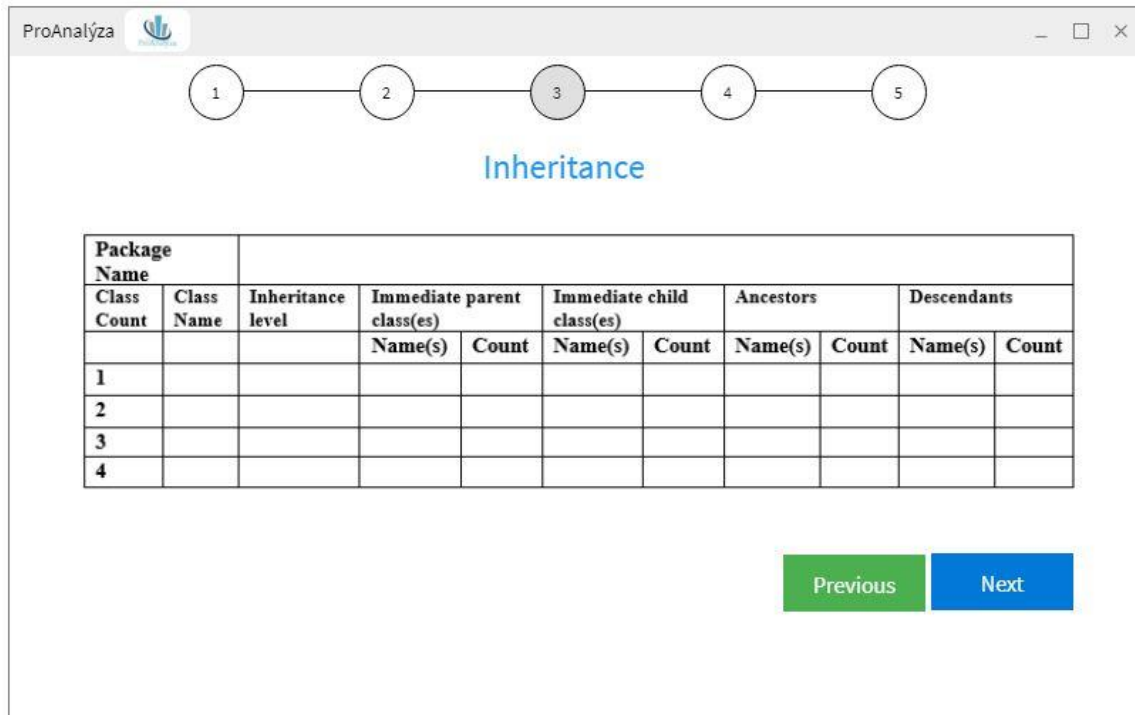 ProAnalýza
1 2 3 4 5
Inheritance
Package
Name
Class Class Inheritance Immediate parent Immediate child Ancestors Descendants
Count Name level class(es) class(es)
Name(s) Count Name(s) Count Name(s) Count Name(s) Count
1
2
3
4
Previous Next